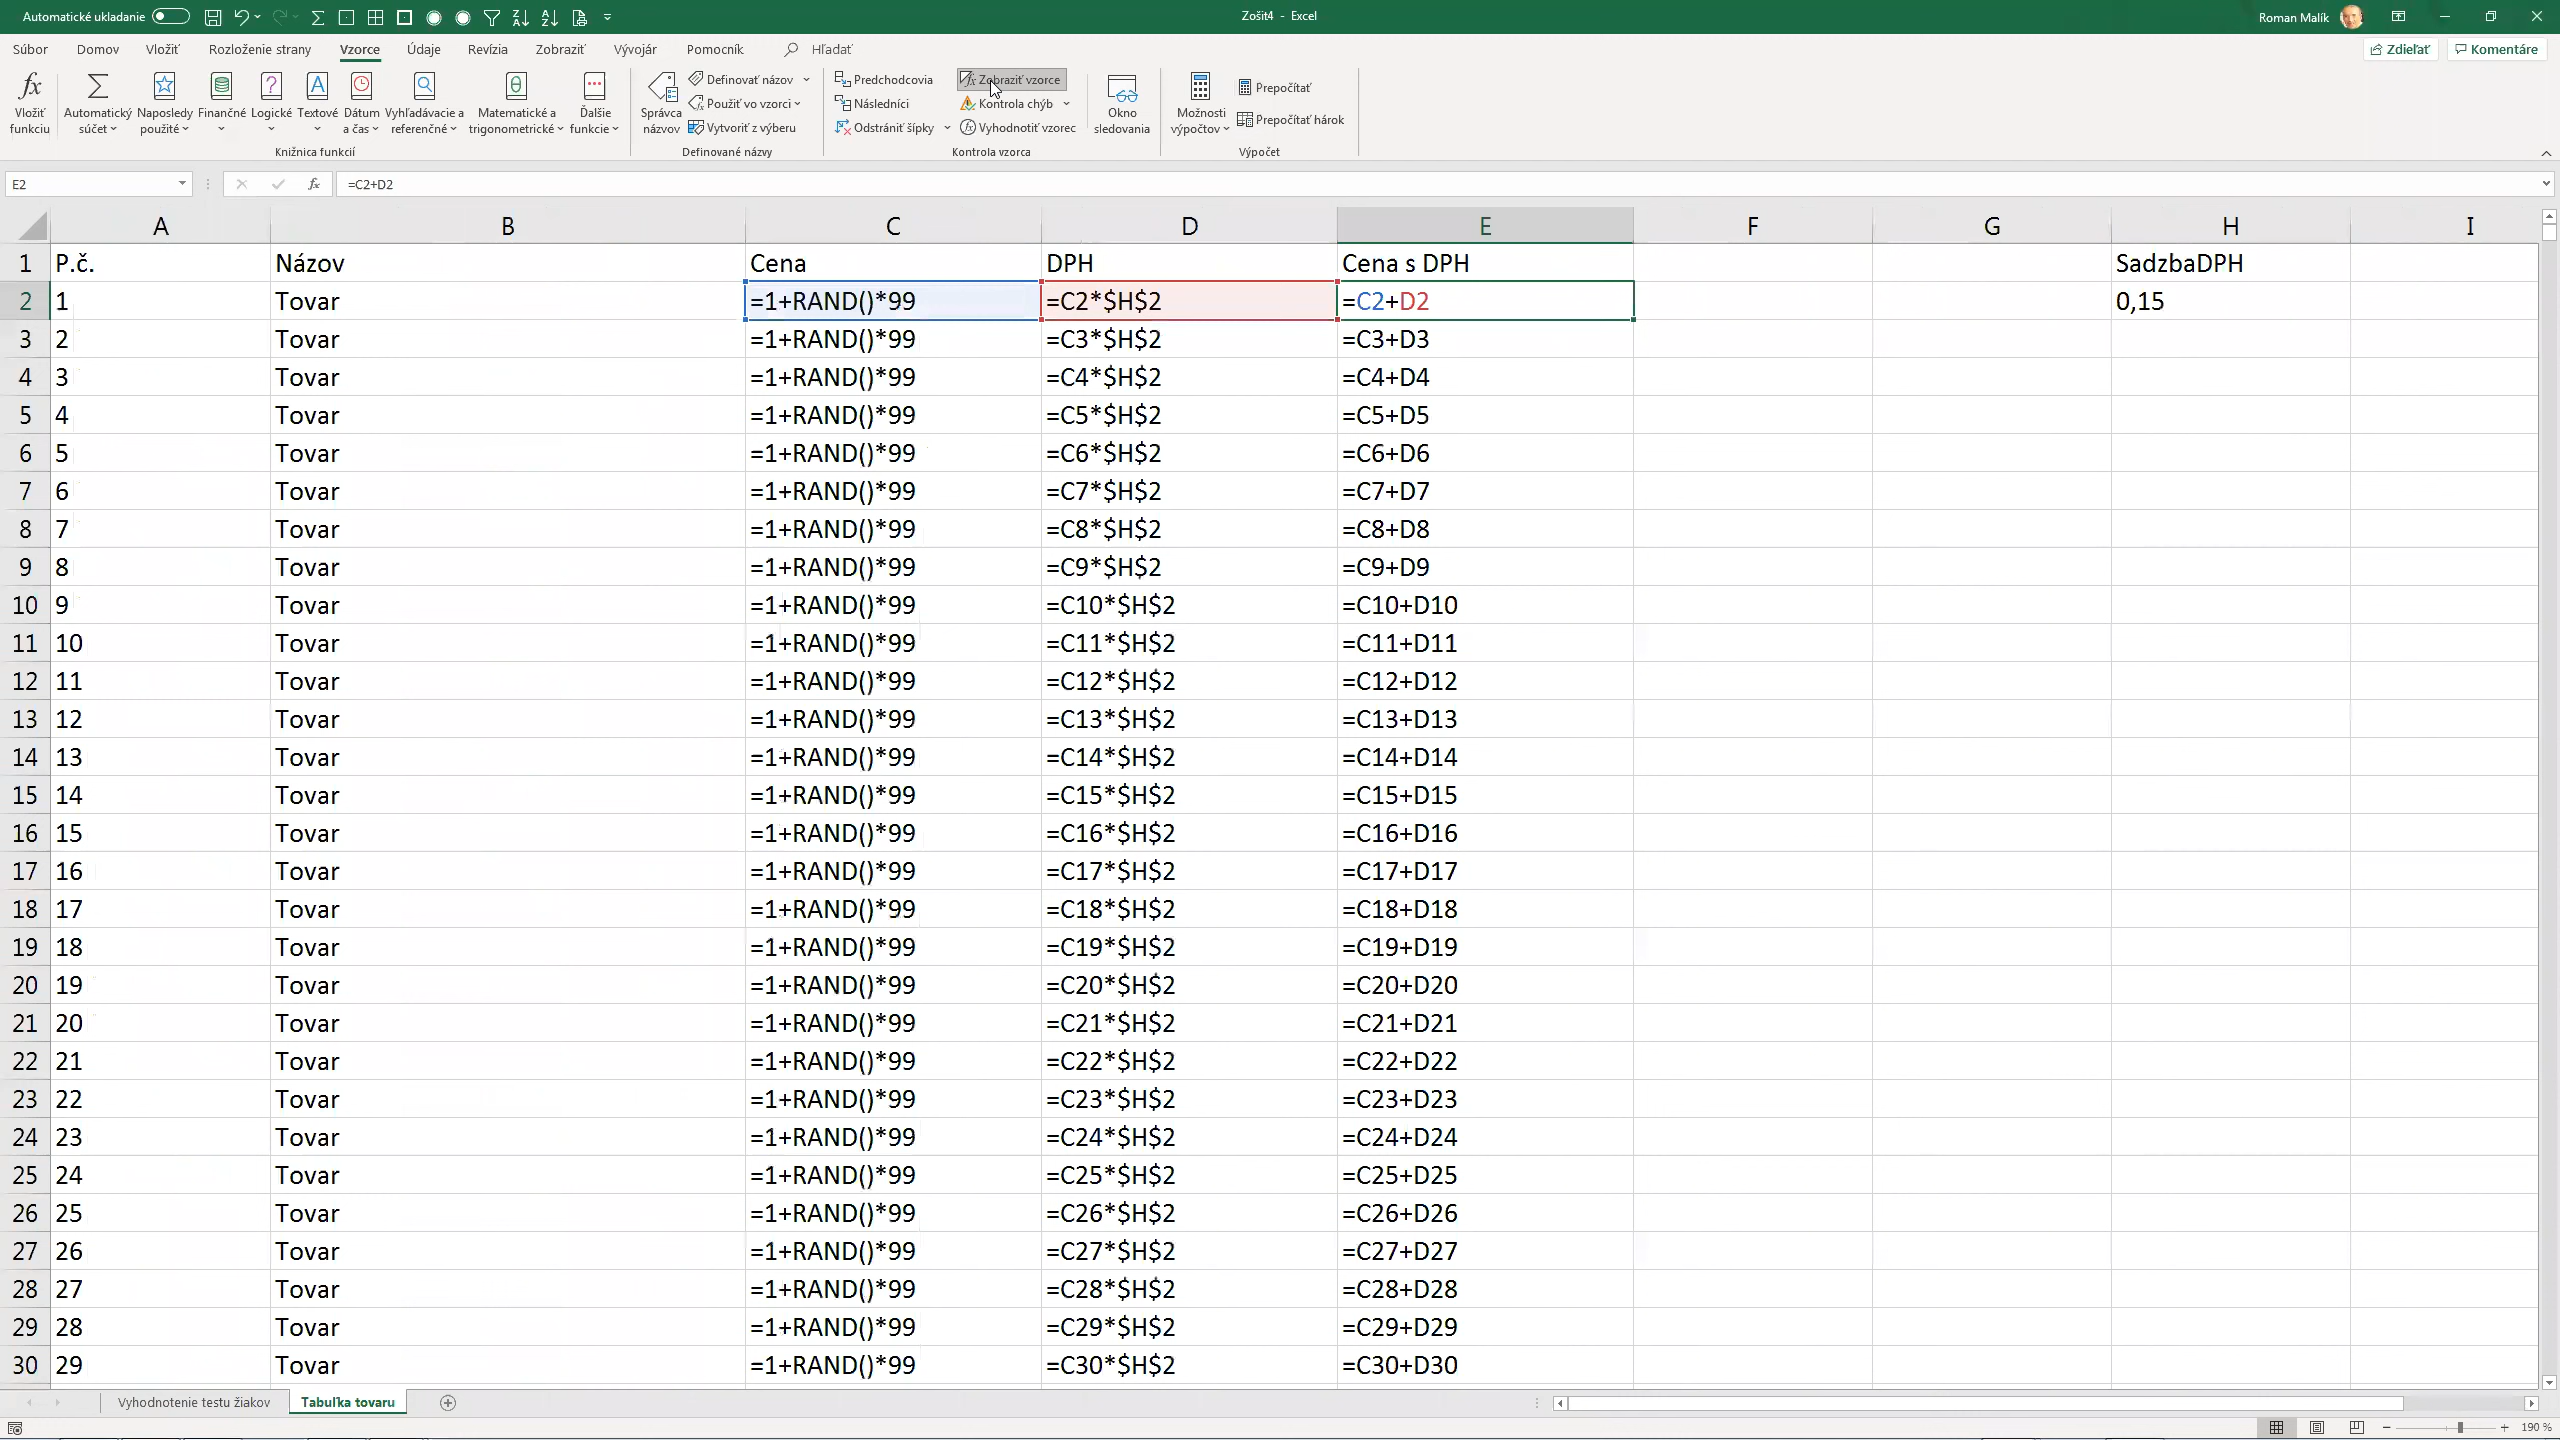 Automatické ukladanie
Zošit4 - Excel
Roman Malík
Súbor Domov Vložiť Rozloženie strany Vzorce Údaje Revízia Zobraziť Vývojár Pomocník Hľadať Zdieľať Komentáre
Vložiť funkciu
Automatický súčet
Naposledy použité
Finančné
Logické
Textové
Dátum a čas
Vyhľadávacie a referenčné
Matematické a trigonometrické
Ďalšie funkcie
Knižnica funkcií
Správca názvov
Definovať názov
Použiť vo vzorci
Vytvoriť z výberu
Definované názvy
Predchodcovia
Následníci
Odstrániť šípky
Zobraziť vzorce
Kontrola chýb
Vyhodnotiť vzorec
Okno sledovania
Kontrola vzorca
Možnosti výpočtov
Prepočítať
Prepočítať hárok
Výpočet
E2 fx =C2+D2
A B C D E F G H I
1 P.č. Názov Cena DPH Cena s DPH SadzbaDPH
2 1 Tovar =1+RAND()*99 =C2*$H$2 =C2+D2 0,15
3 2 Tovar =1+RAND()*99 =C3*$H$2 =C3+D3
4 3 Tovar =1+RAND()*99 =C4*$H$2 =C4+D4
5 4 Tovar =1+RAND()*99 =C5*$H$2 =C5+D5
6 5 Tovar =1+RAND()*99 =C6*$H$2 =C6+D6
7 6 Tovar =1+RAND()*99 =C7*$H$2 =C7+D7
8 7 Tovar =1+RAND()*99 =C8*$H$2 =C8+D8
9 8 Tovar =1+RAND()*99 =C9*$H$2 =C9+D9
10 9 Tovar =1+RAND()*99 =C10*$H$2 =C10+D10
11 10 Tovar =1+RAND()*99 =C11*$H$2 =C11+D11
12 11 Tovar =1+RAND()*99 =C12*$H$2 =C12+D12
13 12 Tovar =1+RAND()*99 =C13*$H$2 =C13+D13
14 13 Tovar =1+RAND()*99 =C14*$H$2 =C14+D14
15 14 Tovar =1+RAND()*99 =C15*$H$2 =C15+D15
16 15 Tovar =1+RAND()*99 =C16*$H$2 =C16+D16
17 16 Tovar =1+RAND()*99 =C17*$H$2 =C17+D17
18 17 Tovar =1+RAND()*99 =C18*$H$2 =C18+D18
19 18 Tovar =1+RAND()*99 =C19*$H$2 =C19+D19
20 19 Tovar =1+RAND()*99 =C20*$H$2 =C20+D20
21 20 Tovar =1+RAND()*99 =C21*$H$2 =C21+D21
22 21 Tovar =1+RAND()*99 =C22*$H$2 =C22+D22
23 22 Tovar =1+RAND()*99 =C23*$H$2 =C23+D23
24 23 Tovar =1+RAND()*99 =C24*$H$2 =C24+D24
25 24 Tovar =1+RAND()*99 =C25*$H$2 =C25+D25
26 25 Tovar =1+RAND()*99 =C26*$H$2 =C26+D26
27 26 Tovar =1+RAND()*99 =C27*$H$2 =C27+D27
28 27 Tovar =1+RAND()*99 =C28*$H$2 =C28+D28
29 28 Tovar =1+RAND()*99 =C29*$H$2 =C29+D29
30 29 Tovar =1+RAND()*99 =C30*$H$2 =C30+D30
Vyhodnotenie testu žiakov Tabuľka tovaru
190 %